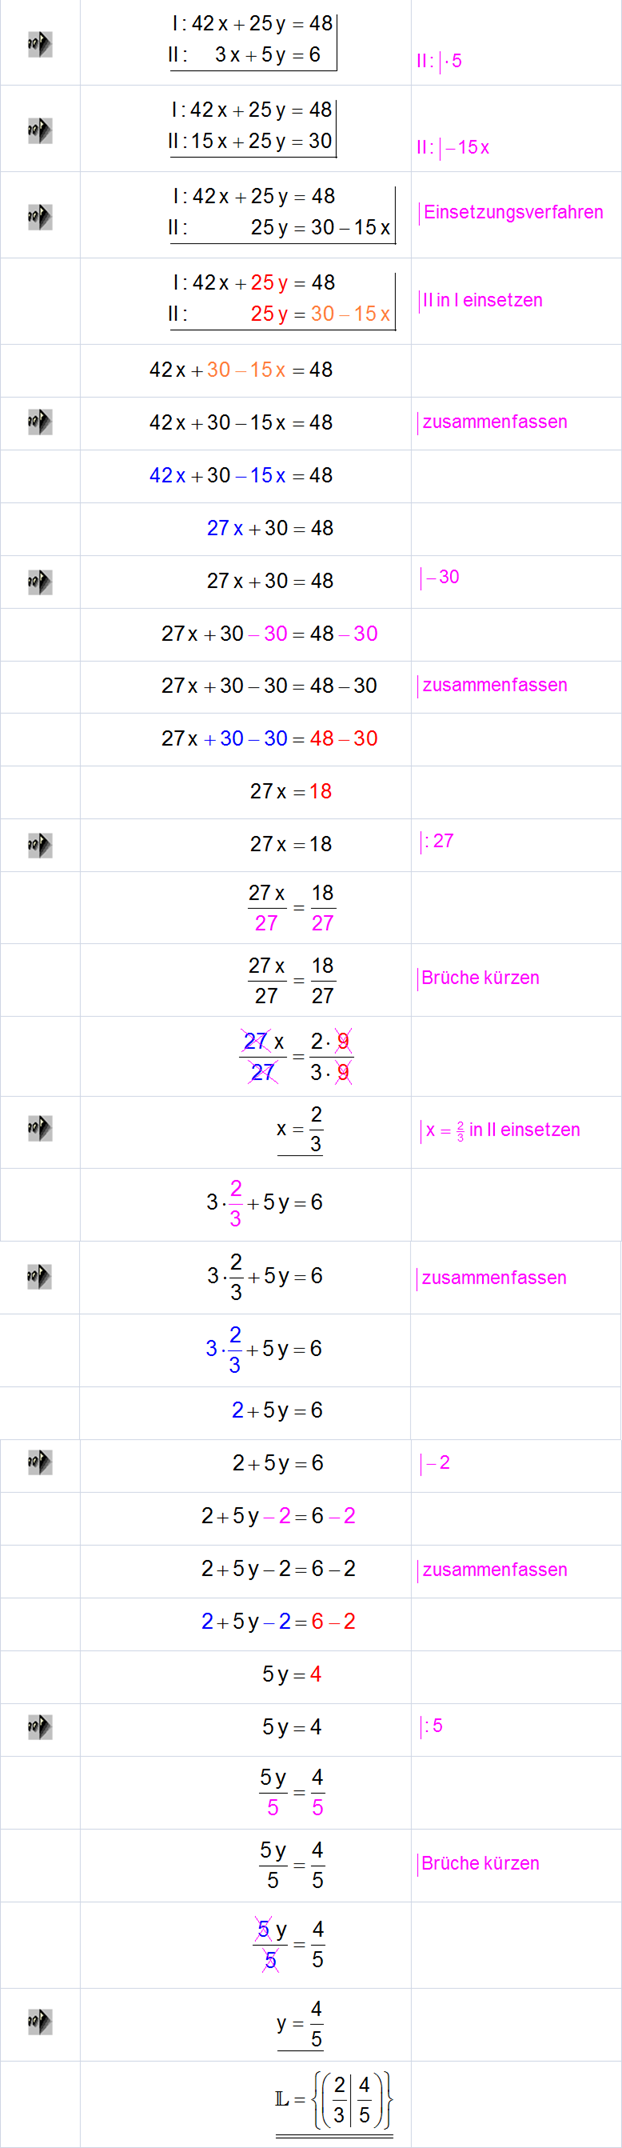 I: 42x + 25y = 48
II: 3x + 5y = 6 II: | · 5
I: 42x + 25y = 48
II: 15x + 25y = 30 II: | − 15x
I: 42x + 25y = 48 | Einsetzungsverfahren
II: 25y = 30 − 15x
I: 42x + 25y = 48 | II in I einsetzen
II: 25y = 30 − 15x
42x + 30 − 15x = 48
42x + 30 − 15x = 48 | zusammenfassen
42x + 30 − 15x = 48
27x + 30 = 48
27x + 30 = 48 | − 30
27x + 30 − 30 = 48 − 30
27x + 30 − 30 = 48 − 30 | zusammenfassen
27x + 30 − 30 = 48 − 30
27x = 18
27x = 18 | : 27
27x/27 = 18/27
27x/27 = 18/27 | Brüche kürzen
27x/27 = 2 · 9/3 · 9
x = 2/3 | x = 2/3 in II einsetzen
3 · 2/3 + 5y = 6
3 · 2/3 + 5y = 6 | zusammenfassen
3 · 2/3 + 5y = 6
2 + 5y = 6
2 + 5y = 6 | − 2
2 + 5y − 2 = 6 − 2
2 + 5y − 2 = 6 − 2 | zusammenfassen
2 + 5y − 2 = 6 − 2
5y = 4
5y = 4 | : 5
5y/5 = 4/5
5y/5 = 4/5 | Brüche kürzen
5y/5 = 4/5
y = 4/5
𝕃 = {(2/3 | 4/5)}